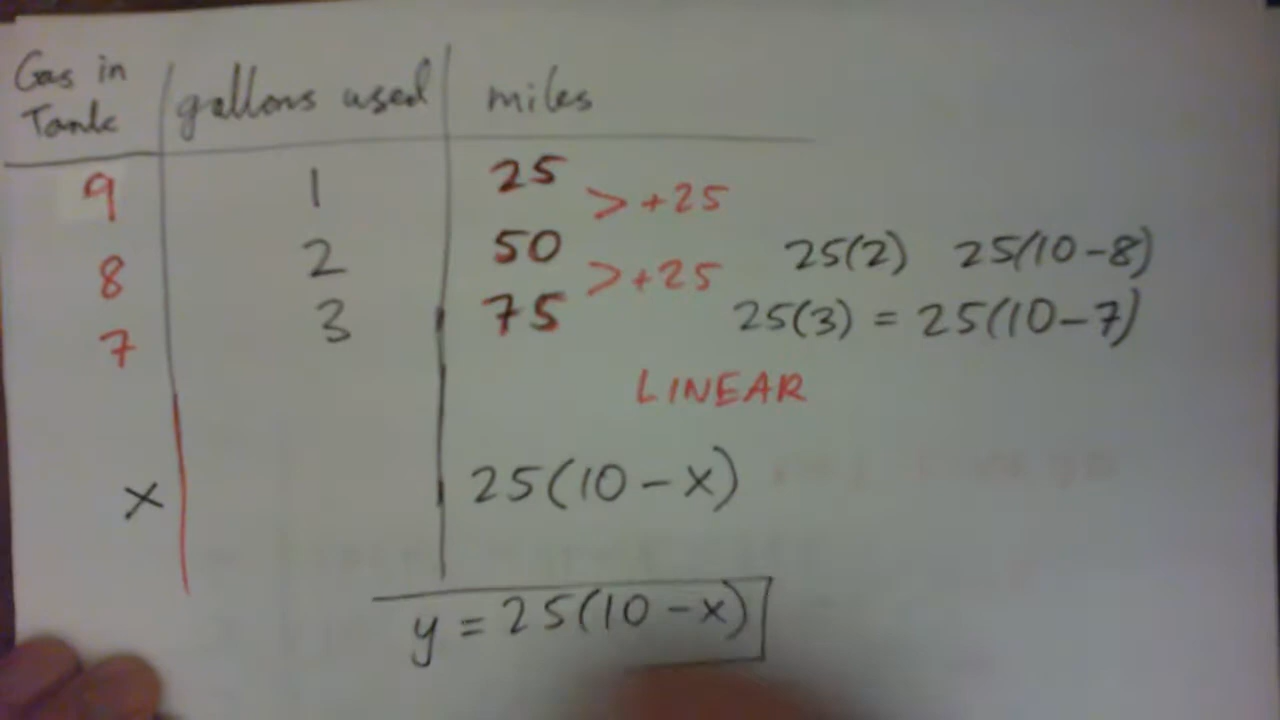 Gas in Tank gallons used miles
9 1 25
> +25
8 2 50 25(2) 25(10-8)
> +25
7 3 75 25(3) = 25(10-7)
LINEAR
x 25(10-x)
y = 25(10-x)